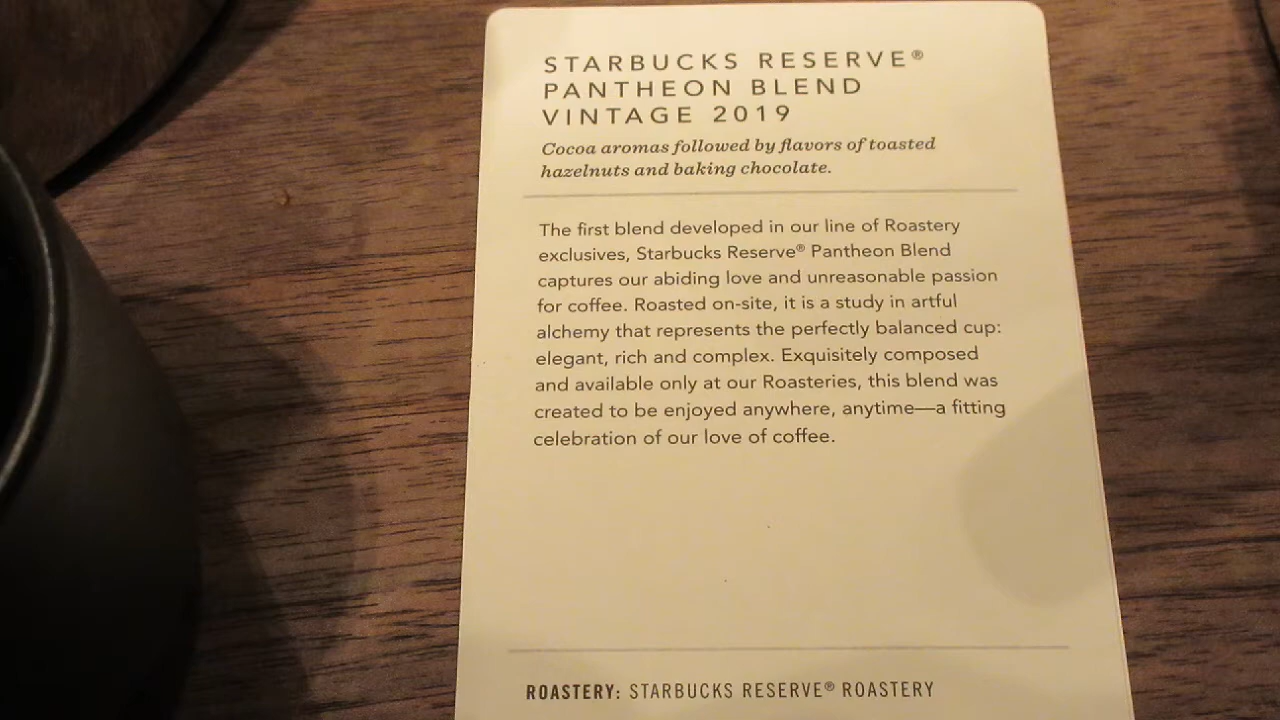 STARBUCKS RESERVE®
PANTHEON BLEND
VINTAGE 2019
Cocoa aromas followed by flavors of toasted
hazelnuts and baking chocolate.
The first blend developed in our line of Roastery
exclusives, Starbucks Reserve® Pantheon Blend
captures our abiding love and unreasonable passion
for coffee. Roasted on-site, it is a study in artful
alchemy that represents the perfectly balanced cup:
elegant, rich and complex. Exquisitely composed
and available only at our Roasteries, this blend was
created to be enjoyed anywhere, anytime—a fitting
celebration of our love of coffee.
ROASTERY: STARBUCKS RESERVE® ROASTERY